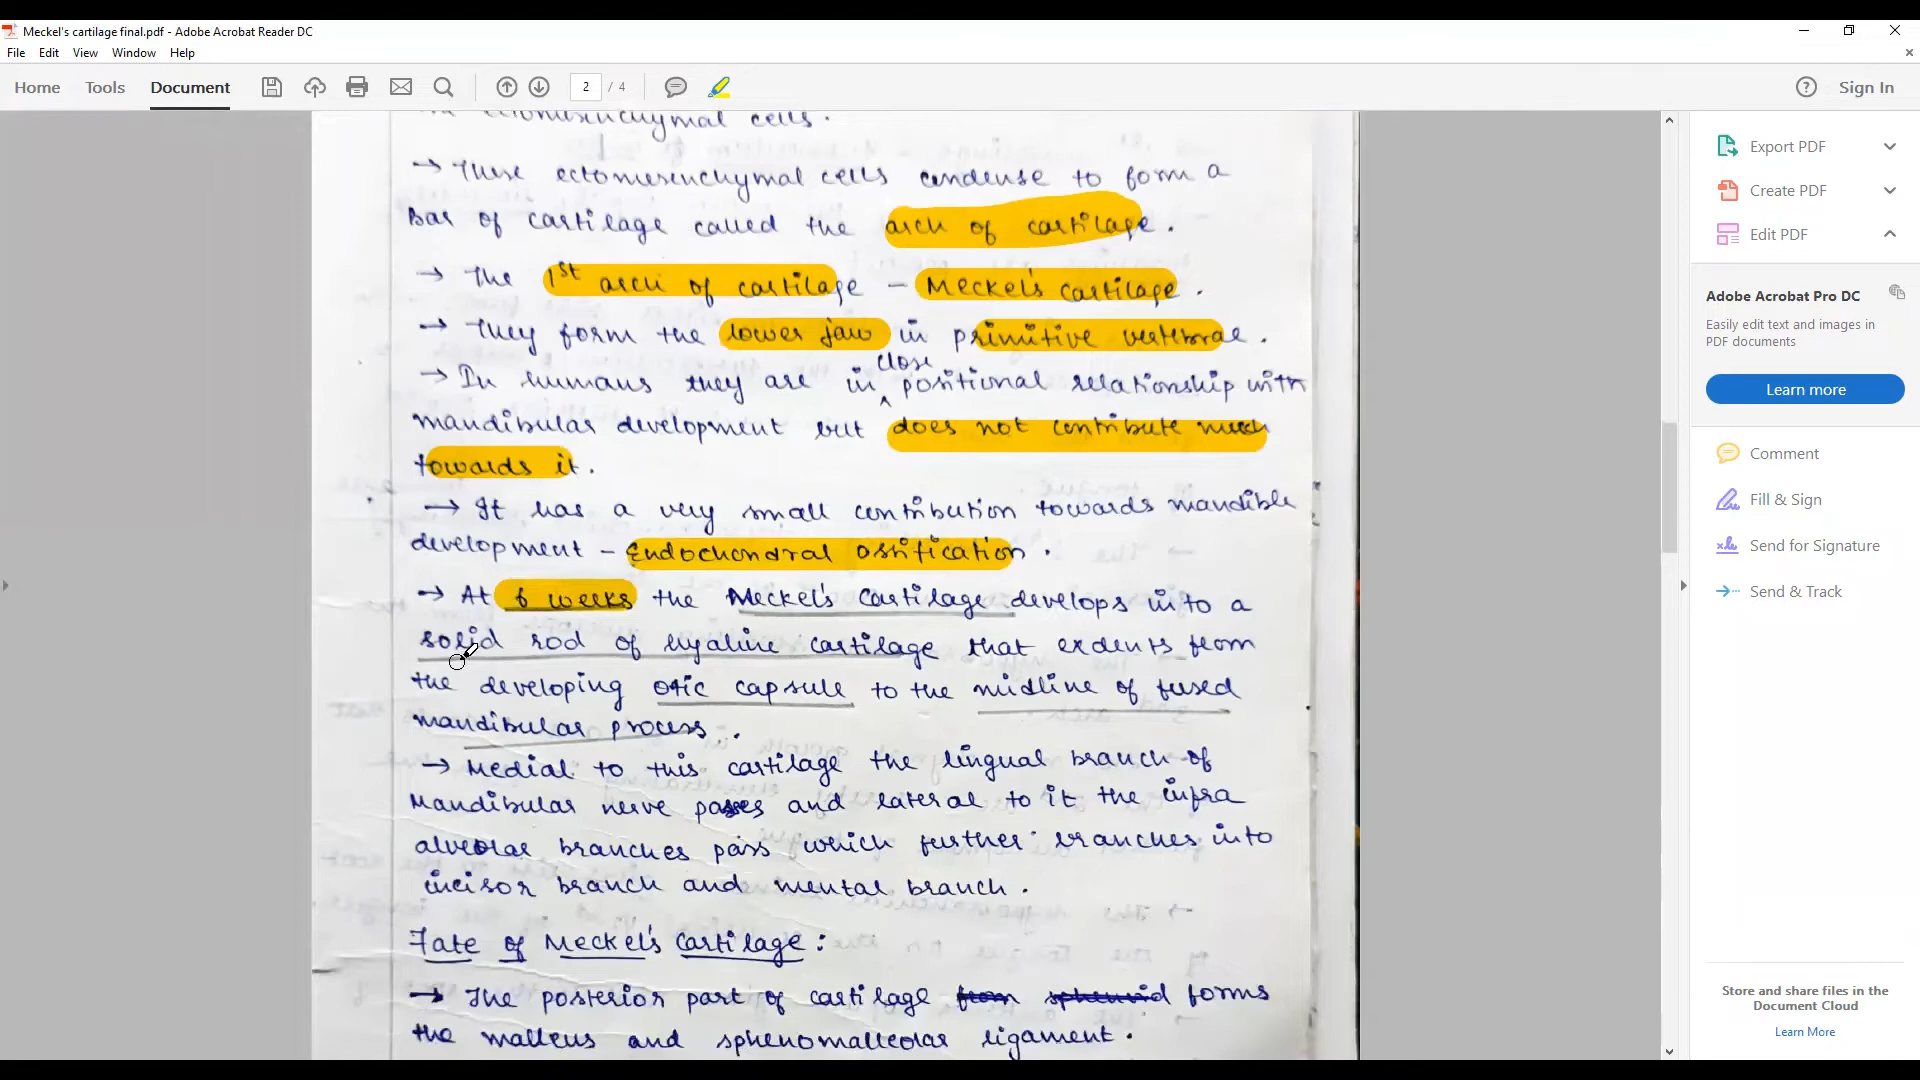 Meckel's cartilage final.pdf - Adobe Acrobat Reader DC
File Edit View Window Help
Home Tools Document 2 / 4 Sign In
ectomesenchymal cells.
→ These ectomesenchymal cells condense to form a
Bar of cartilage called the arch of cartilage.
→ The 1st arch of cartilage – Meckel's cartilage.
→ They form the lower jaw in primitive vertebrae.
→ In humans they are in close positional relationship with
mandibular development but does not contribute much
towards it.
→ It has a very small contribution towards mandible
development – Endochondral ossification.
→ At 6 weeks the Meckel's cartilage develops into a
solid rod of hyaline cartilage that extends from
the developing otic capsule to the midline of fused
mandibular process.
→ Medial to this cartilage the lingual branch of
Mandibular nerve passes and lateral to it the infra
alveolar branches pass which further branches into
incisor branch and mental branch.
Fate of Meckel's Cartilage:
→ The posterior part of cartilage forms
the malleus and sphenomalleolar ligament.
Export PDF
Create PDF
Edit PDF
Adobe Acrobat Pro DC
Easily edit text and images in
PDF documents
Learn more
Comment
Fill & Sign
Send for Signature
Send & Track
Store and share files in the
Document Cloud
Learn More